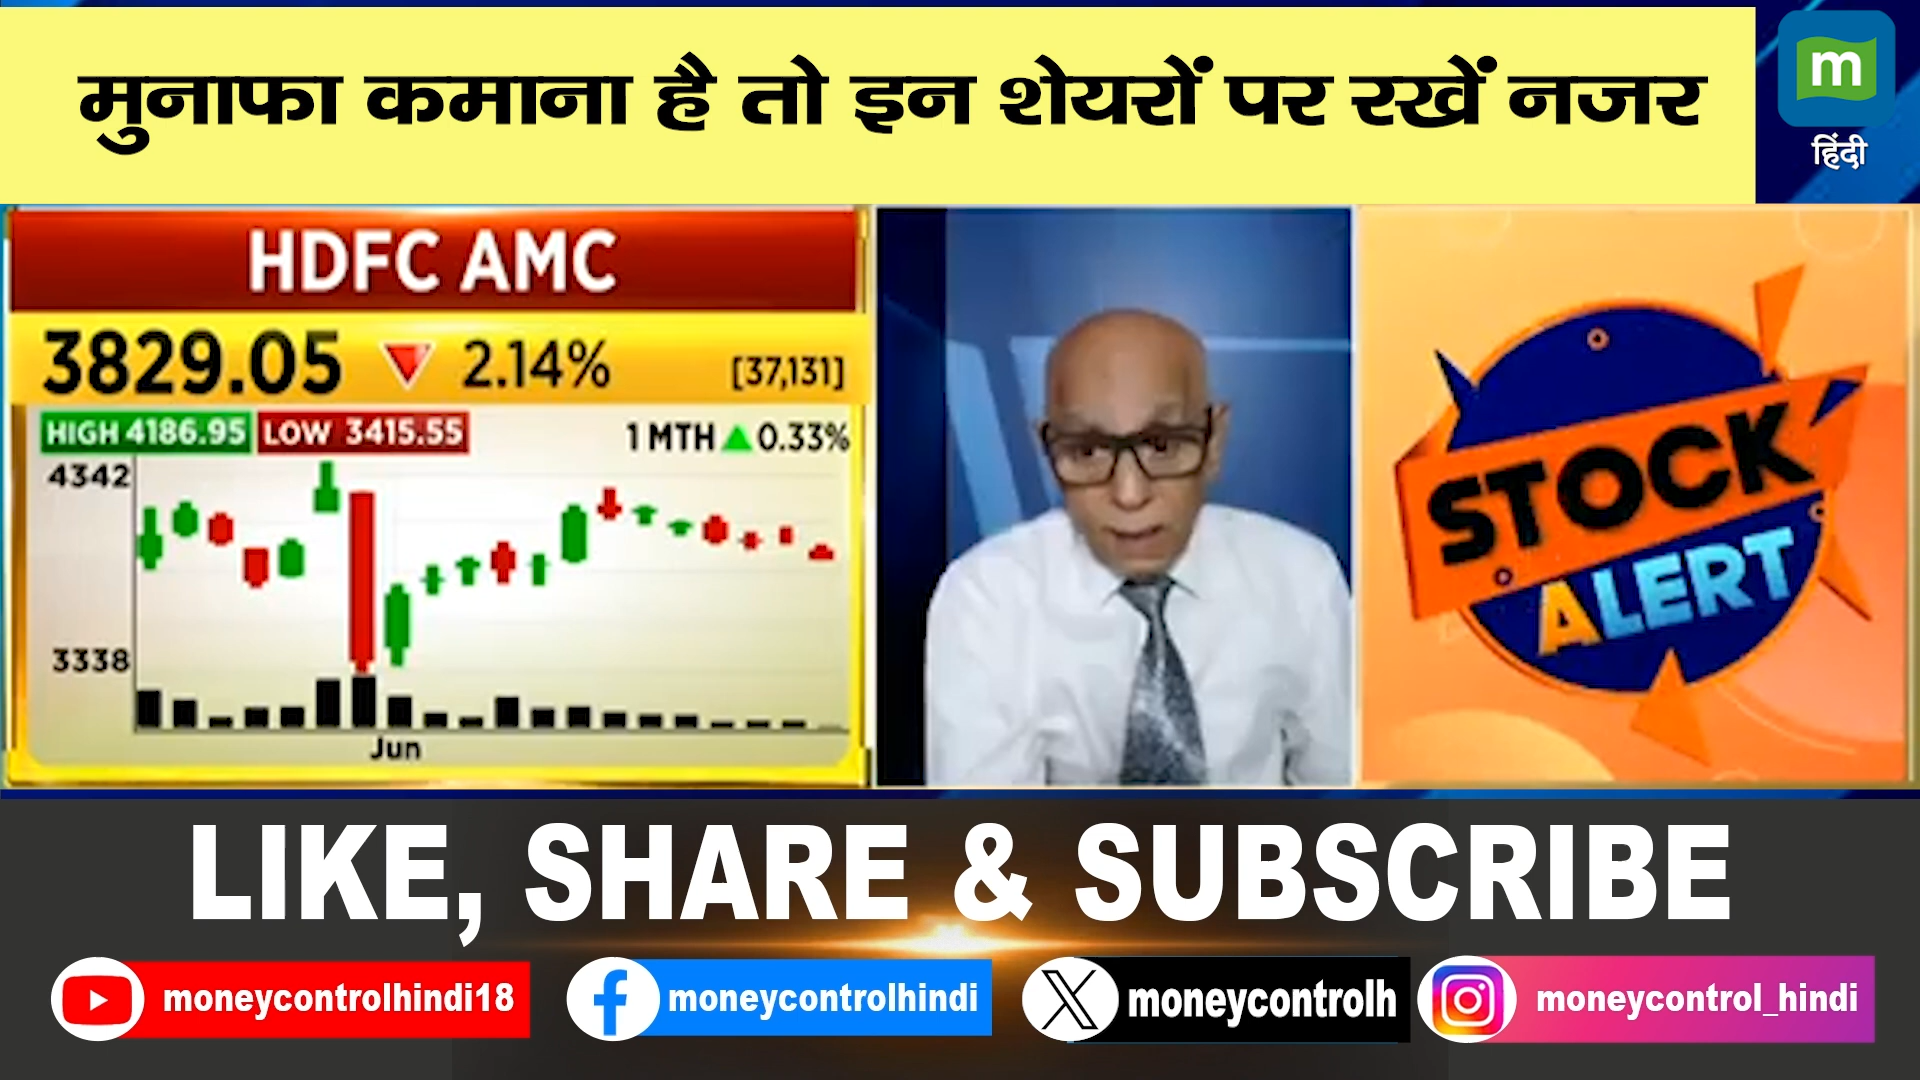 मुनाफा कमाना है तो इन शेयरों पर रखें नजर
m
हिंदी
HDFC AMC
3829.05 ▼ 2.14% [37,131]
HIGH 4186.95 LOW 3415.55 1 MTH ▲ 0.33%
4342
3338
Jun
STOCK
ALERT
LIKE, SHARE & SUBSCRIBE
moneycontrolhindi18 moneycontrolhindi moneycontrolh moneycontrol_hindi